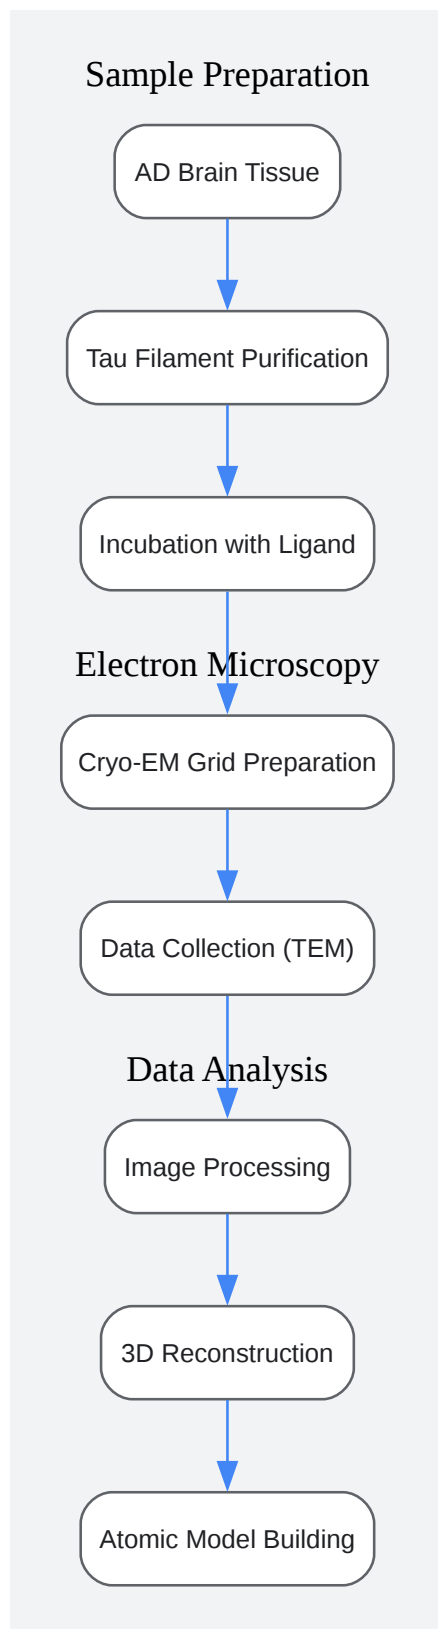 Sample Preparation
AD Brain Tissue
Tau Filament Purification
Incubation with Ligand
Electron Microscopy
Cryo-EM Grid Preparation
Data Collection (TEM)
Data Analysis
Image Processing
3D Reconstruction
Atomic Model Building